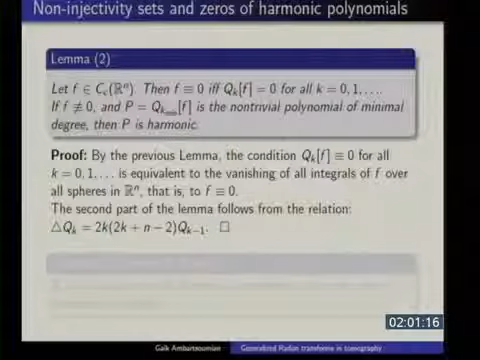 Non-injectivity sets and zeros of harmonic polynomials
Lemma (2)
Let f ∈ C_c(ℝⁿ). Then f ≡ 0 iff Q_k[f] = 0 for all k = 0, 1, . . . .
If f ≢ 0, and P = Q_{k_min}[f] is the nontrivial polynomial of minimal
degree, then P is harmonic.
Proof: By the previous Lemma, the condition Q_k[f] ≡ 0 for all
k = 0, 1, . . . is equivalent to the vanishing of all integrals of f over
all spheres in ℝⁿ, that is, to f ≡ 0.
The second part of the lemma follows from the relation:
△Q_k = 2k(2k + n − 2)Q_{k−1}. □
02:01:16
Gaik Ambartsoumian Generalized Radon transforms in tomography